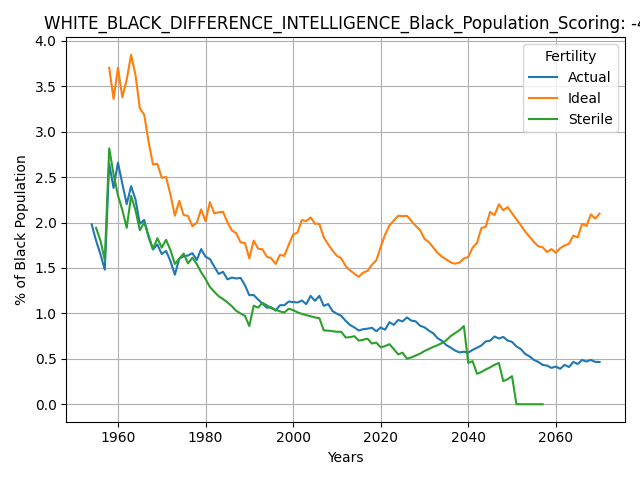 WHITE_BLACK_DIFFERENCE_INTELLIGENCE_Black_Population_Scoring: -4
4.0
3.5
3.0
2.5
2.0
1.5
1.0
0.5
0.0
% of Black Population
Fertility
Actual
Ideal
Sterile
1960 1980 2000 2020 2040 2060
Years